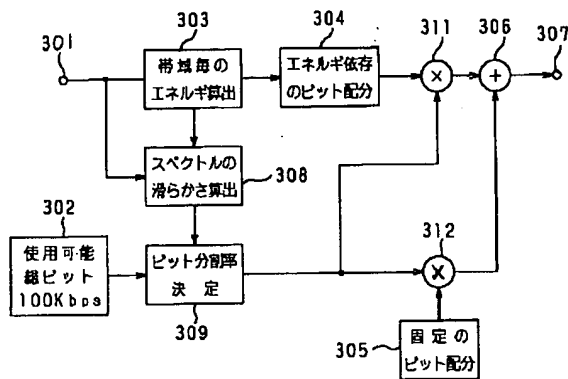 301
303
帯域毎の
エネルギ算出
304
エネルギ依存
のビット配分
311
×
306
+
307
スペクトルの
滑らかさ算出
308
302
使用可能
総ビット
100Kbps
ビット分割率
決定
309
312
×
305
固定の
ビット配分